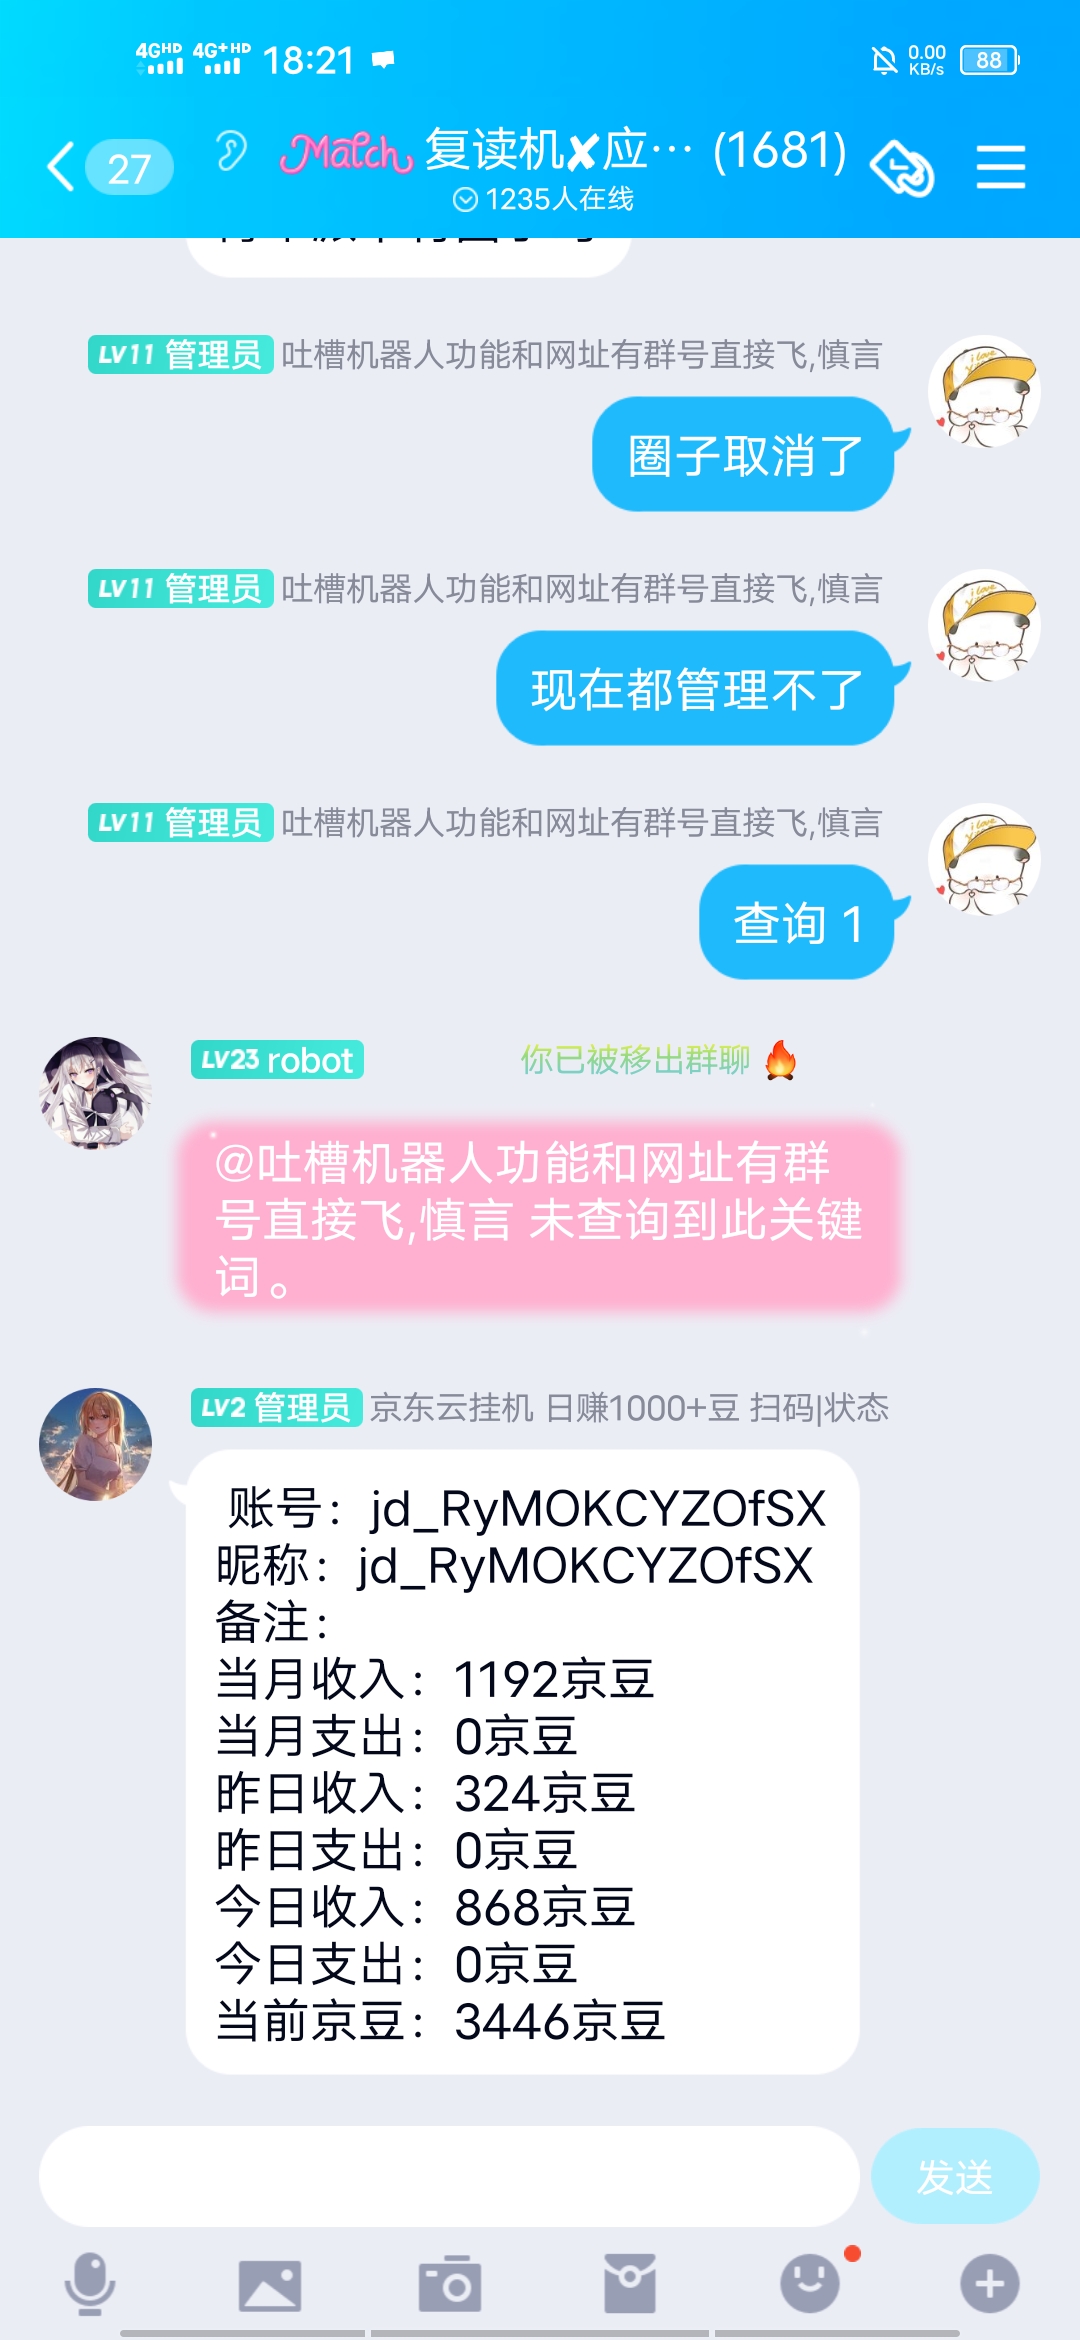 4GHD 4G+HD 18:21 0.00 KB/s 88
27 Match 复读机✘应… (1681)
1235人在线
LV11 管理员 吐槽机器人功能和网址有群号直接飞,慎言
圈子取消了
LV11 管理员 吐槽机器人功能和网址有群号直接飞,慎言
现在都管理不了
LV11 管理员 吐槽机器人功能和网址有群号直接飞,慎言
查询 1
LV23 robot 你已被移出群聊 🔥
@吐槽机器人功能和网址有群
号直接飞,慎言 未查询到此关键
词。
LV2 管理员 京东云挂机 日赚1000+豆 扫码|状态
账号：jd_RyMOKCYZOfSX
昵称：jd_RyMOKCYZOfSX
备注：
当月收入：1192京豆
当月支出：0京豆
昨日收入：324京豆
昨日支出：0京豆
今日收入：868京豆
今日支出：0京豆
当前京豆：3446京豆
发送